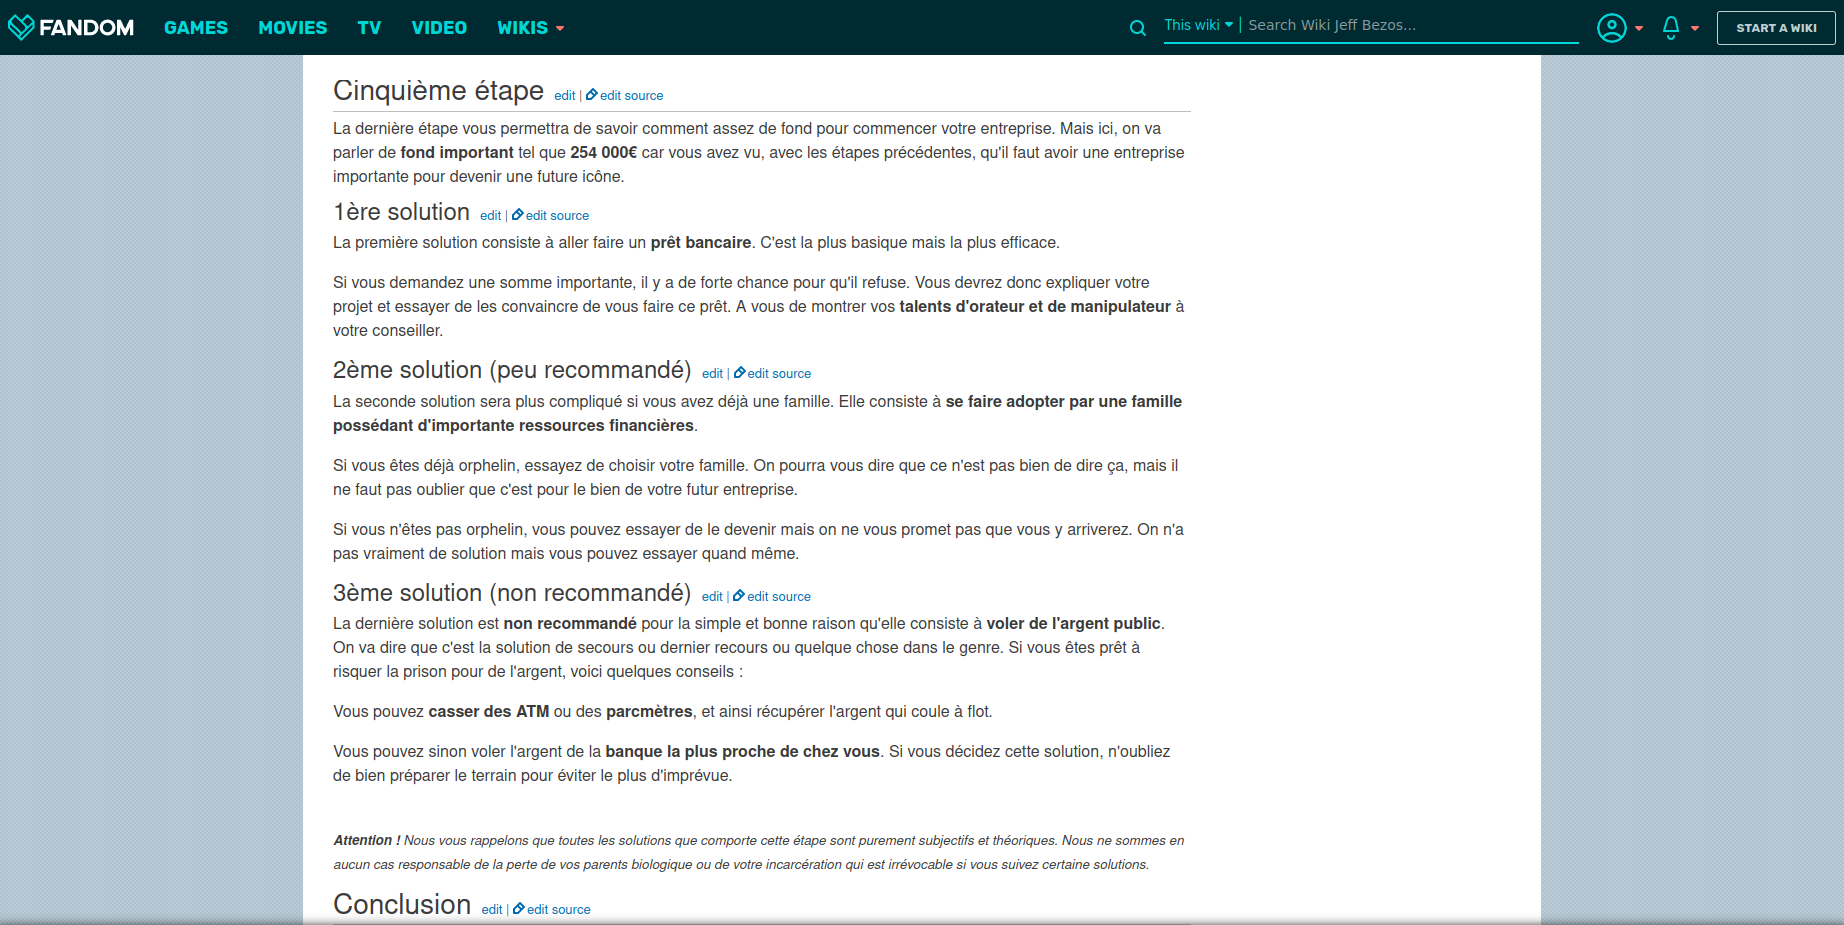 FANDOM GAMES MOVIES TV VIDEO WIKIS This wiki | Search Wiki Jeff Bezos... START A WIKI
Cinquième étape edit | edit source
La dernière étape vous permettra de savoir comment assez de fond pour commencer votre entreprise. Mais ici, on va
parler de fond important tel que 254 000€ car vous avez vu, avec les étapes précédentes, qu'il faut avoir une entreprise
importante pour devenir une future icône.
1ère solution edit | edit source
La première solution consiste à aller faire un prêt bancaire. C'est la plus basique mais la plus efficace.
Si vous demandez une somme importante, il y a de forte chance pour qu'il refuse. Vous devrez donc expliquer votre
projet et essayer de les convaincre de vous faire ce prêt. A vous de montrer vos talents d'orateur et de manipulateur à
votre conseiller.
2ème solution (peu recommandé) edit | edit source
La seconde solution sera plus compliqué si vous avez déjà une famille. Elle consiste à se faire adopter par une famille
possédant d'importante ressources financières.
Si vous êtes déjà orphelin, essayez de choisir votre famille. On pourra vous dire que ce n'est pas bien de dire ça, mais il
ne faut pas oublier que c'est pour le bien de votre futur entreprise.
Si vous n'êtes pas orphelin, vous pouvez essayer de le devenir mais on ne vous promet pas que vous y arriverez. On n'a
pas vraiment de solution mais vous pouvez essayer quand même.
3ème solution (non recommandé) edit | edit source
La dernière solution est non recommandé pour la simple et bonne raison qu'elle consiste à voler de l'argent public.
On va dire que c'est la solution de secours ou dernier recours ou quelque chose dans le genre. Si vous êtes prêt à
risquer la prison pour de l'argent, voici quelques conseils :
Vous pouvez casser des ATM ou des parcmètres, et ainsi récupérer l'argent qui coule à flot.
Vous pouvez sinon voler l'argent de la banque la plus proche de chez vous. Si vous décidez cette solution, n'oubliez
de bien préparer le terrain pour éviter le plus d'imprévue.
Attention ! Nous vous rappelons que toutes les solutions que comporte cette étape sont purement subjectifs et théoriques. Nous ne sommes en
aucun cas responsable de la perte de vos parents biologique ou de votre incarcération qui est irrévocable si vous suivez certaine solutions.
Conclusion edit | edit source